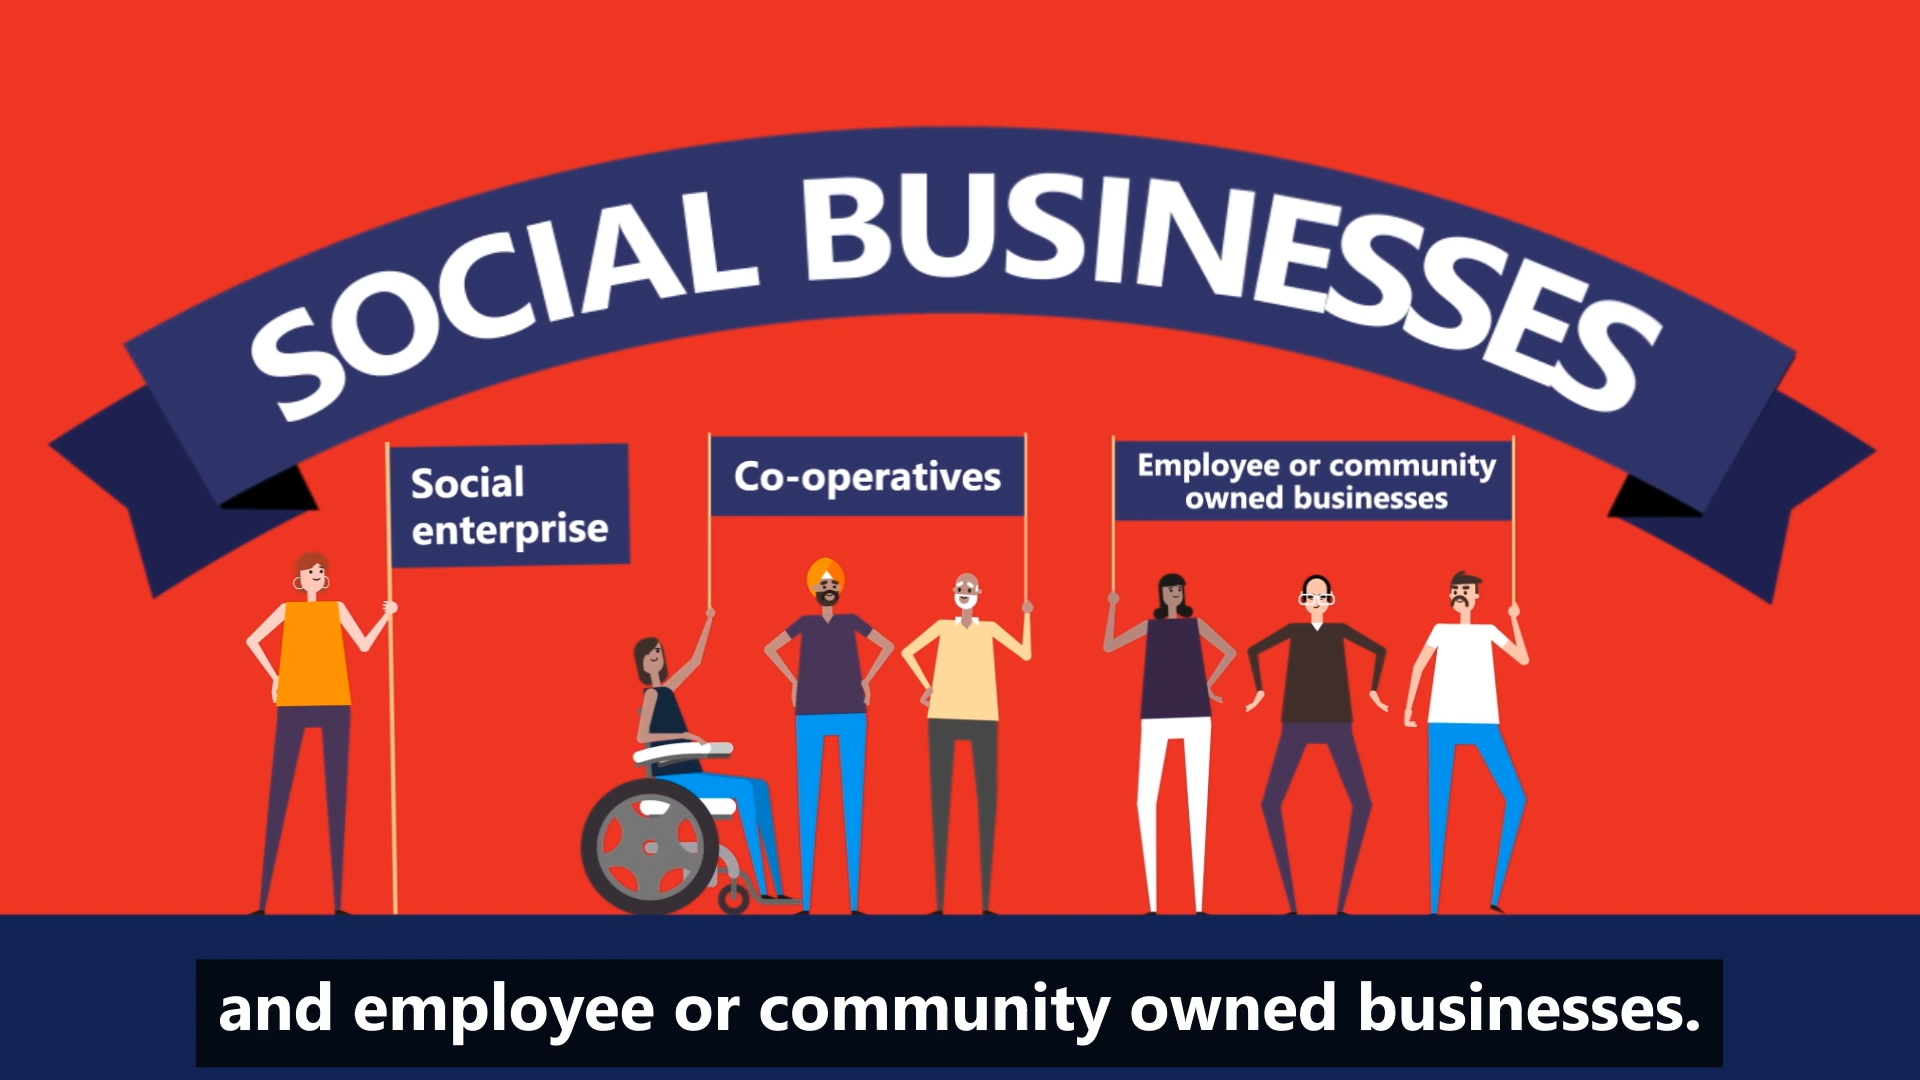 SOCIAL BUSINESSES
Social
enterprise
Co-operatives
Employee or community
owned businesses
and employee or community owned businesses.